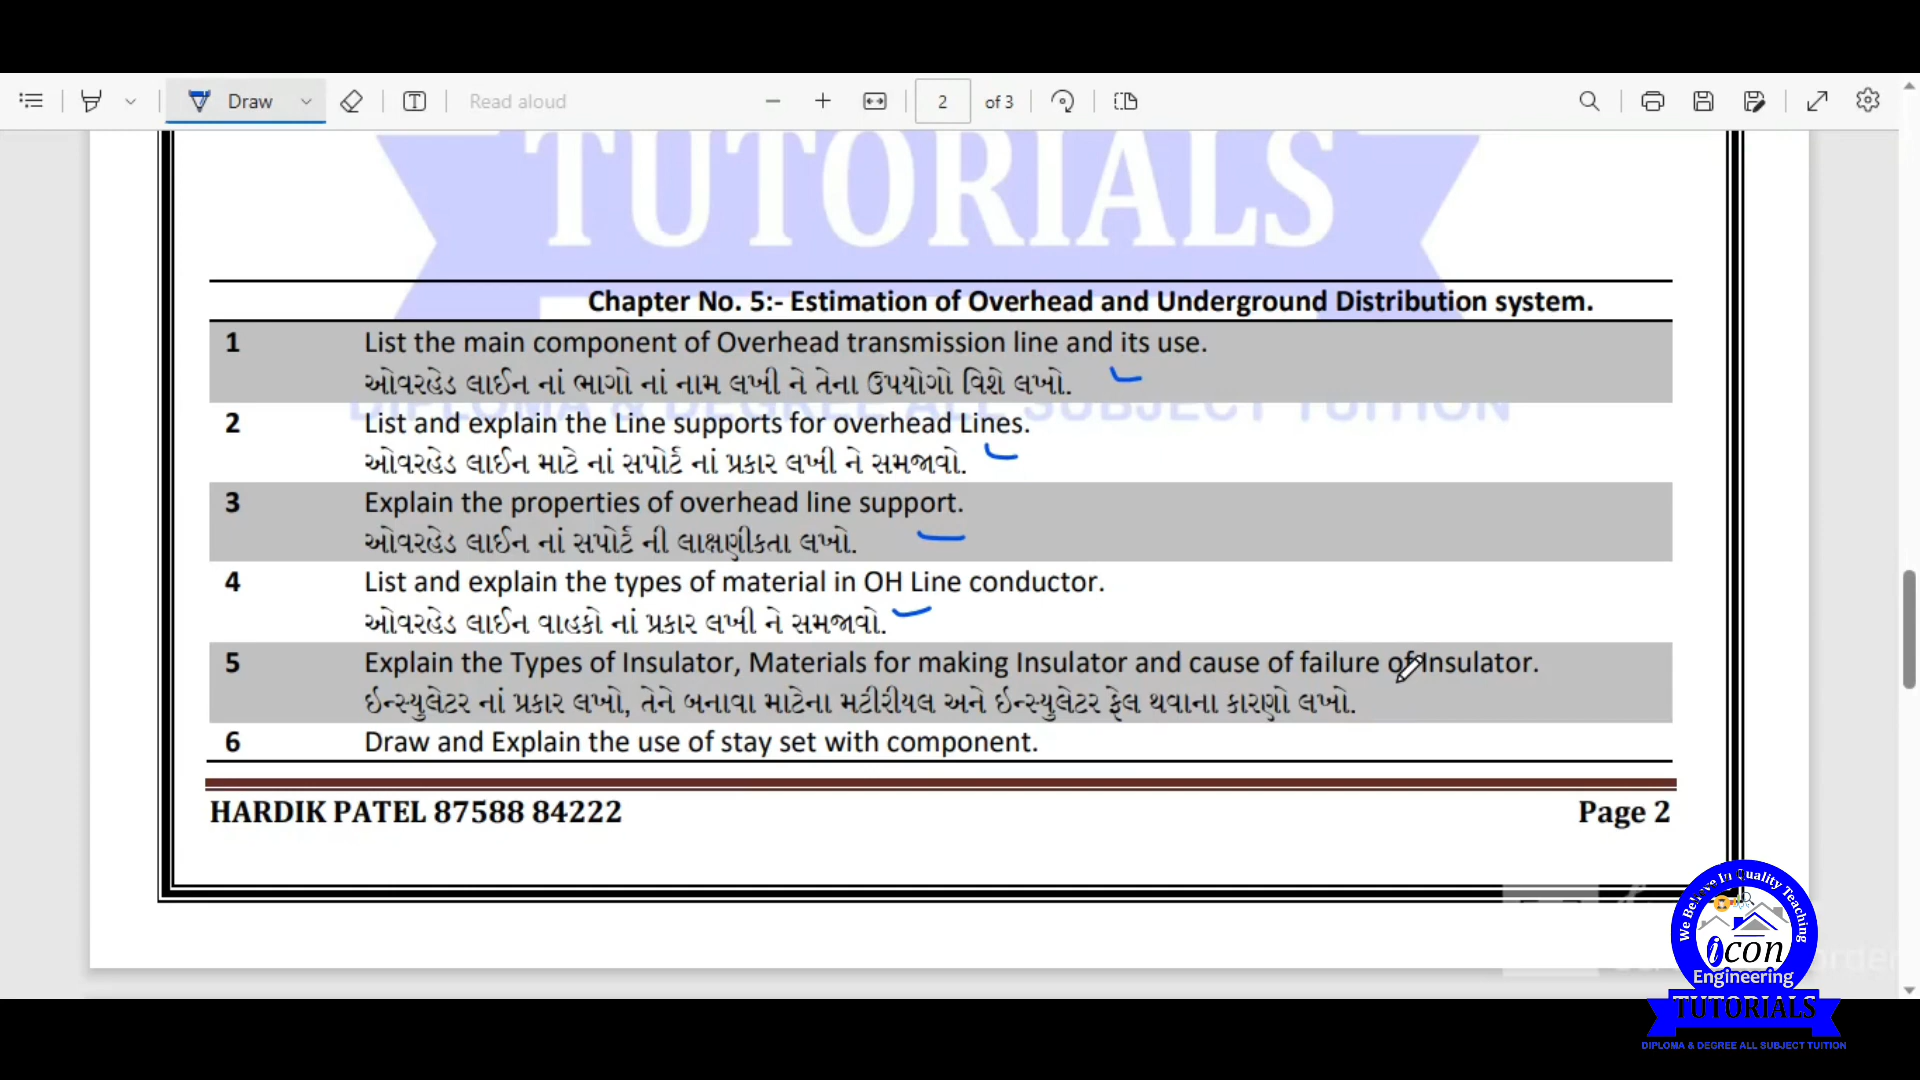 Draw
Read aloud
2 of 3
TUTORIALS
Chapter No. 5:- Estimation of Overhead and Underground Distribution system.
1 List the main component of Overhead transmission line and its use.
ઓવરહેડ લાઈન નાં ભાગો નાં નામ લખી ને તેના ઉપયોગો વિશે લખો.
DIPLOMA & DEGREE ALL SUBJECT TUITION
2 List and explain the Line supports for overhead Lines.
ઓવરહેડ લાઈન માટે નાં સપોર્ટ નાં પ્રકાર લખી ને સમજાવો.
3 Explain the properties of overhead line support.
ઓવરહેડ લાઈન નાં સપોર્ટ ની લાક્ષણીકતા લખો.
4 List and explain the types of material in OH Line conductor.
ઓવરહેડ લાઈન વાહકો નાં પ્રકાર લખી ને સમજાવો.
5 Explain the Types of Insulator, Materials for making Insulator and cause of failure of Insulator.
ઇન્સ્યુલેટર નાં પ્રકાર લખો, તેને બનાવા માટેના મટીરીયલ અને ઇન્સ્યુલેટર ફેલ થવાના કારણો લખો.
6 Draw and Explain the use of stay set with component.
HARDIK PATEL 87588 84222
Page 2
We Believe In Quality Teaching
icon
Engineering
TUTORIALS
DIPLOMA & DEGREE ALL SUBJECT TUITION